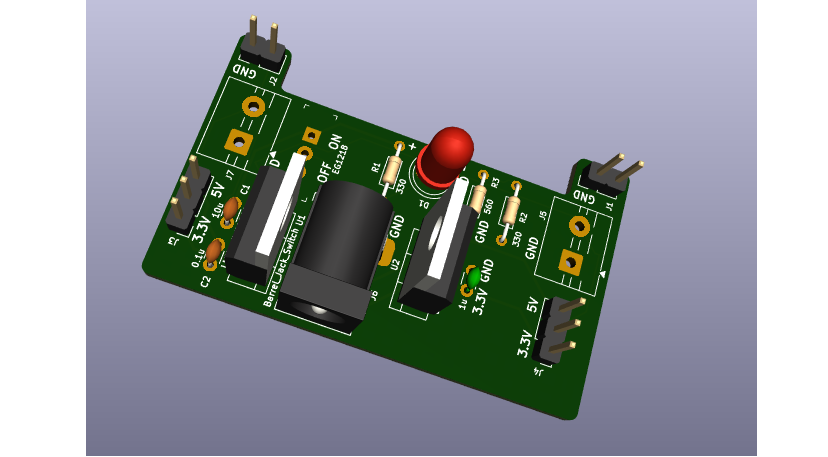 GND
J2
J7
ON
OFF
EG1218
D
R1
330
+
D1
R3
560
R2
330
GND
J5
GND
J1
C1
10u
5V
3.3V
J3
0.1u
C2
U1
Barrel_Jack_Switch
J6
GND
U2
GND
GND
1u
3.3V
5V
3.3V
J4